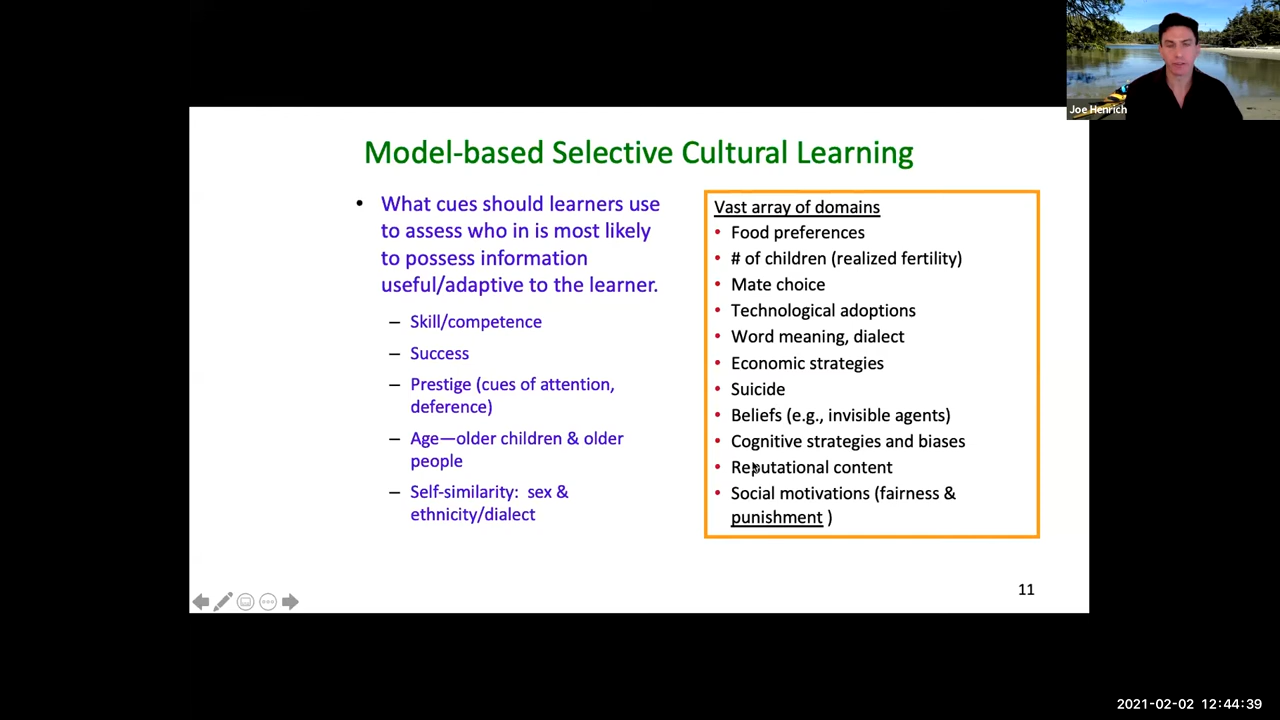 Joe Henrich
Model-based Selective Cultural Learning
• What cues should learners use
to assess who in is most likely
to possess information
useful/adaptive to the learner.
– Skill/competence
– Success
– Prestige (cues of attention,
deference)
– Age—older children & older
people
– Self-similarity: sex &
ethnicity/dialect
Vast array of domains
• Food preferences
• # of children (realized fertility)
• Mate choice
• Technological adoptions
• Word meaning, dialect
• Economic strategies
• Suicide
• Beliefs (e.g., invisible agents)
• Cognitive strategies and biases
• Reputational content
• Social motivations (fairness &
punishment )
11
2021-02-02 12:44:39